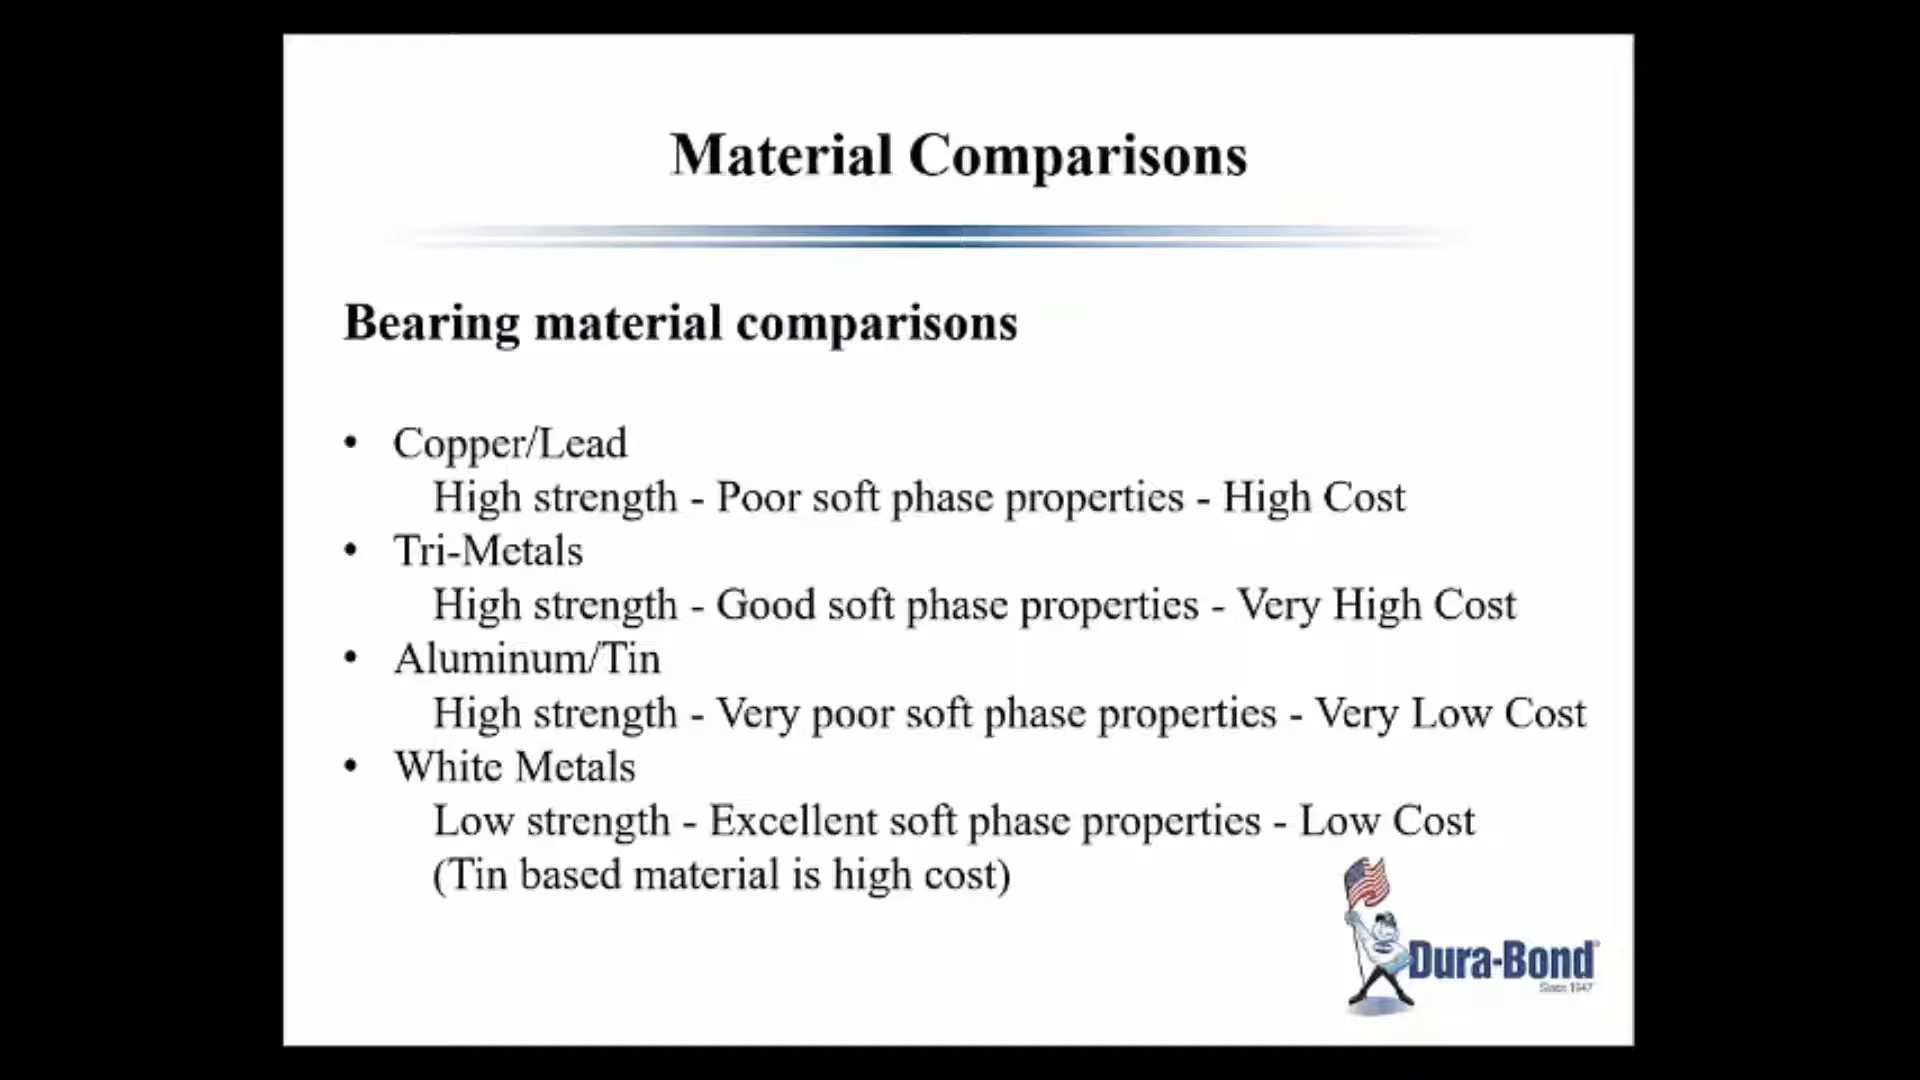 Material Comparisons
Bearing material comparisons
• Copper/Lead
High strength - Poor soft phase properties - High Cost
• Tri-Metals
High strength - Good soft phase properties - Very High Cost
• Aluminum/Tin
High strength - Very poor soft phase properties - Very Low Cost
• White Metals
Low strength - Excellent soft phase properties - Low Cost
(Tin based material is high cost)
Dura-Bond®
Since 1947